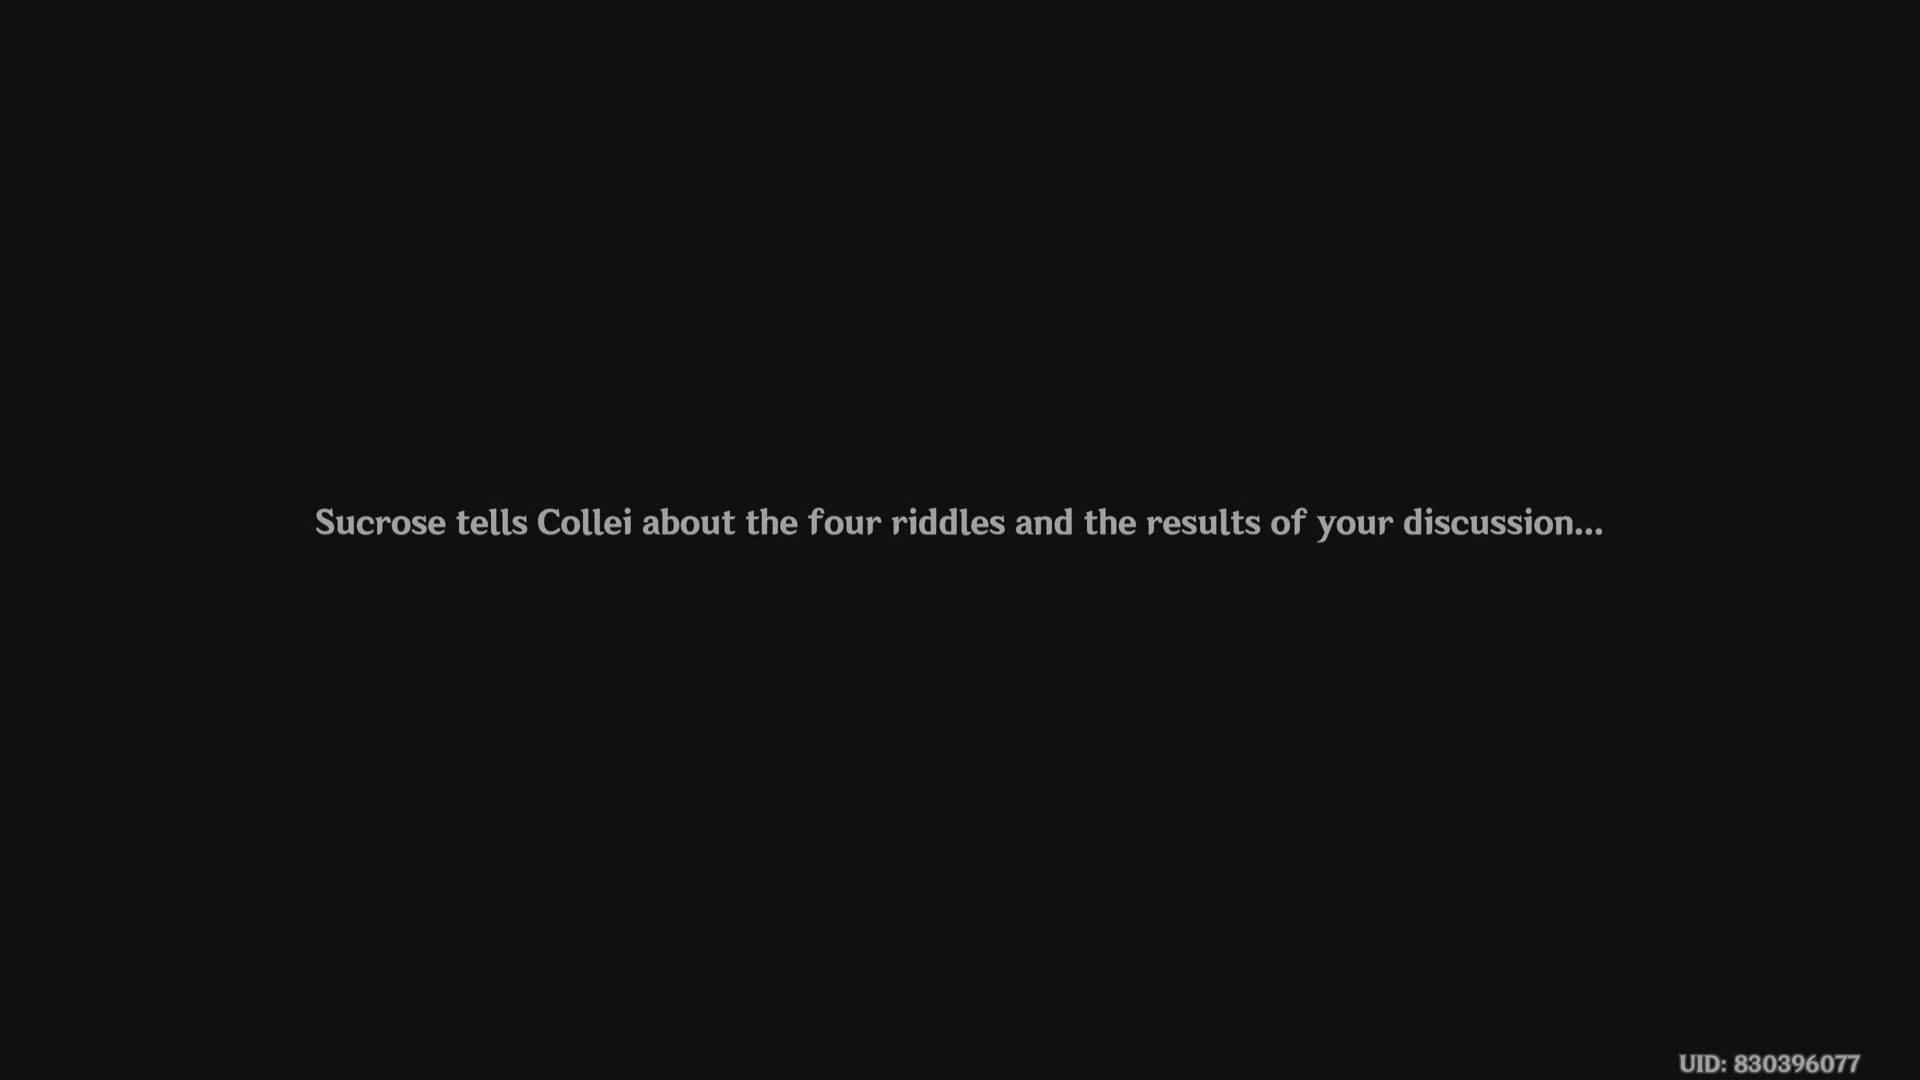 Sucrose tells Collei about the four riddles and the results of your discussion...
UID: 830396077